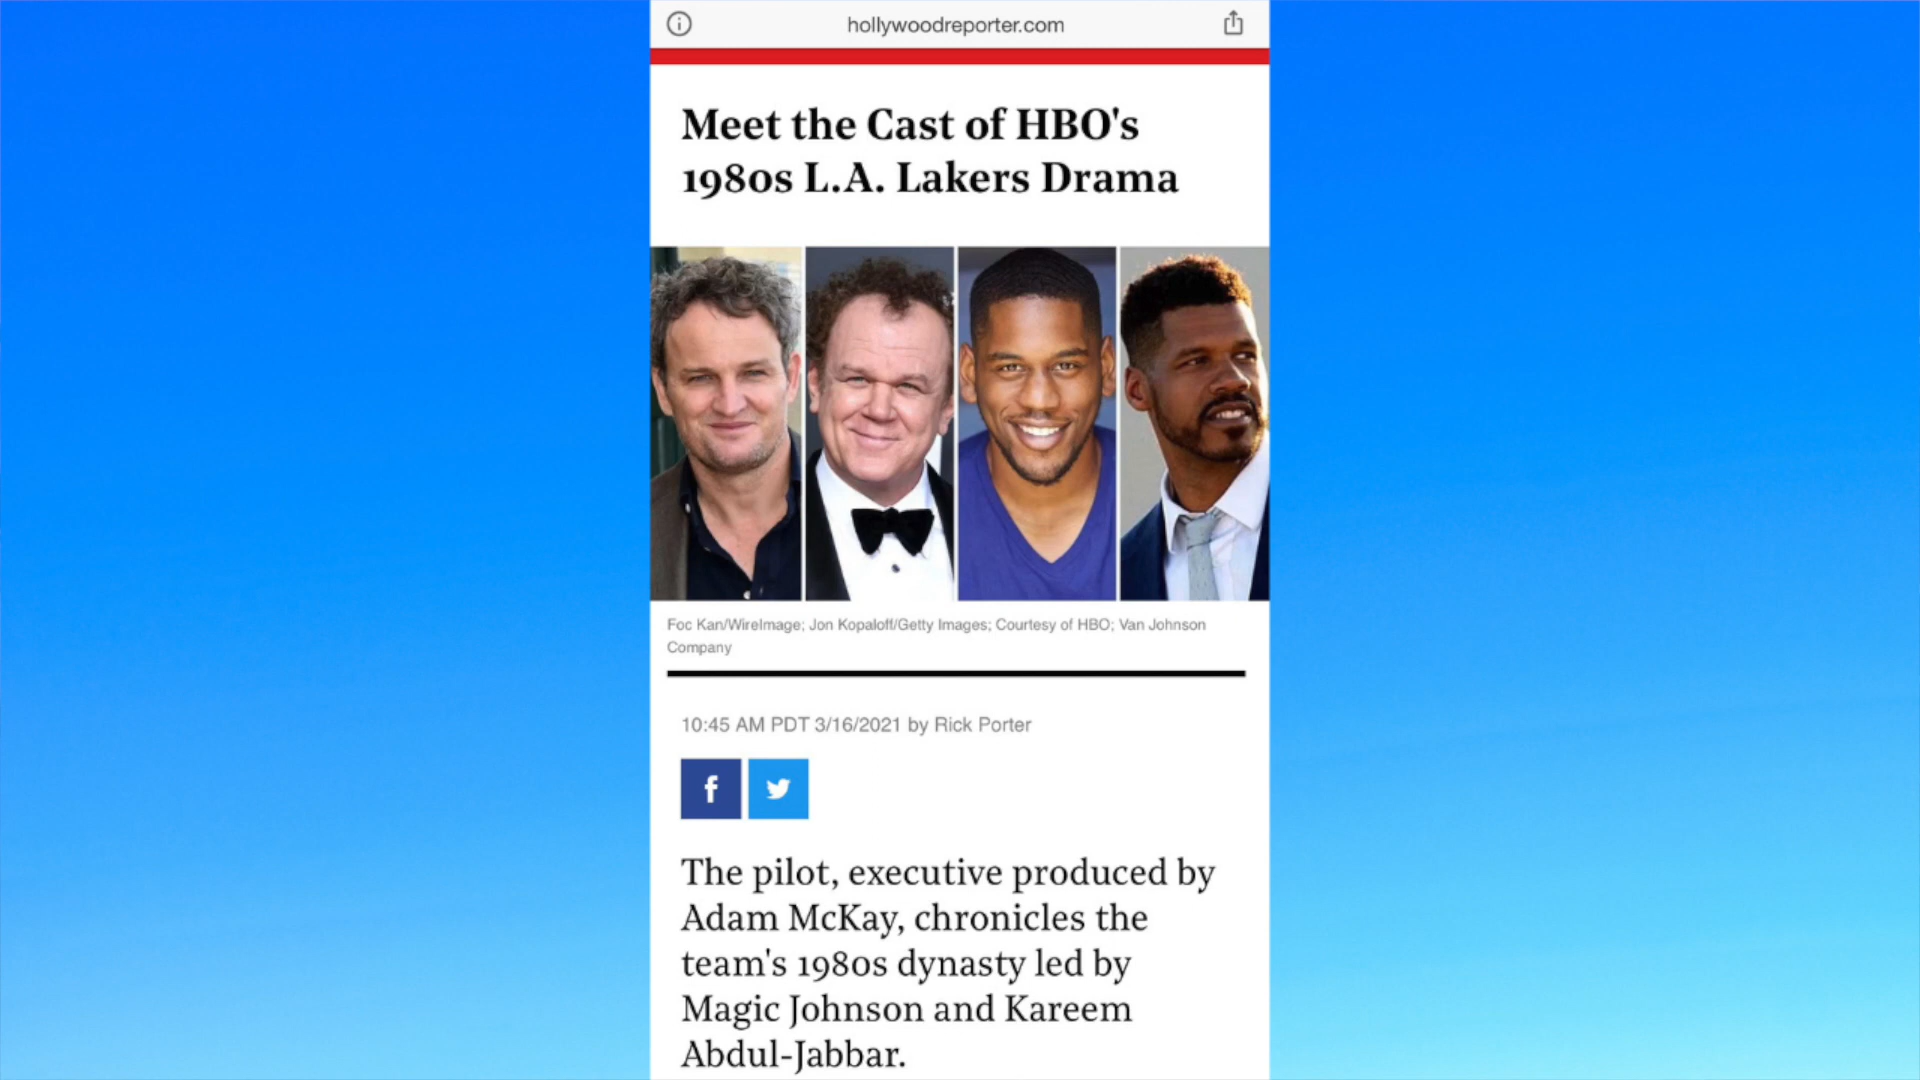 hollywoodreporter.com
Meet the Cast of HBO's
1980s L.A. Lakers Drama
Foc Kan/WireImage; Jon Kopaloff/Getty Images; Courtesy of HBO; Van Johnson
Company
10:45 AM PDT 3/16/2021 by Rick Porter
The pilot, executive produced by
Adam McKay, chronicles the
team's 1980s dynasty led by
Magic Johnson and Kareem
Abdul-Jabbar.